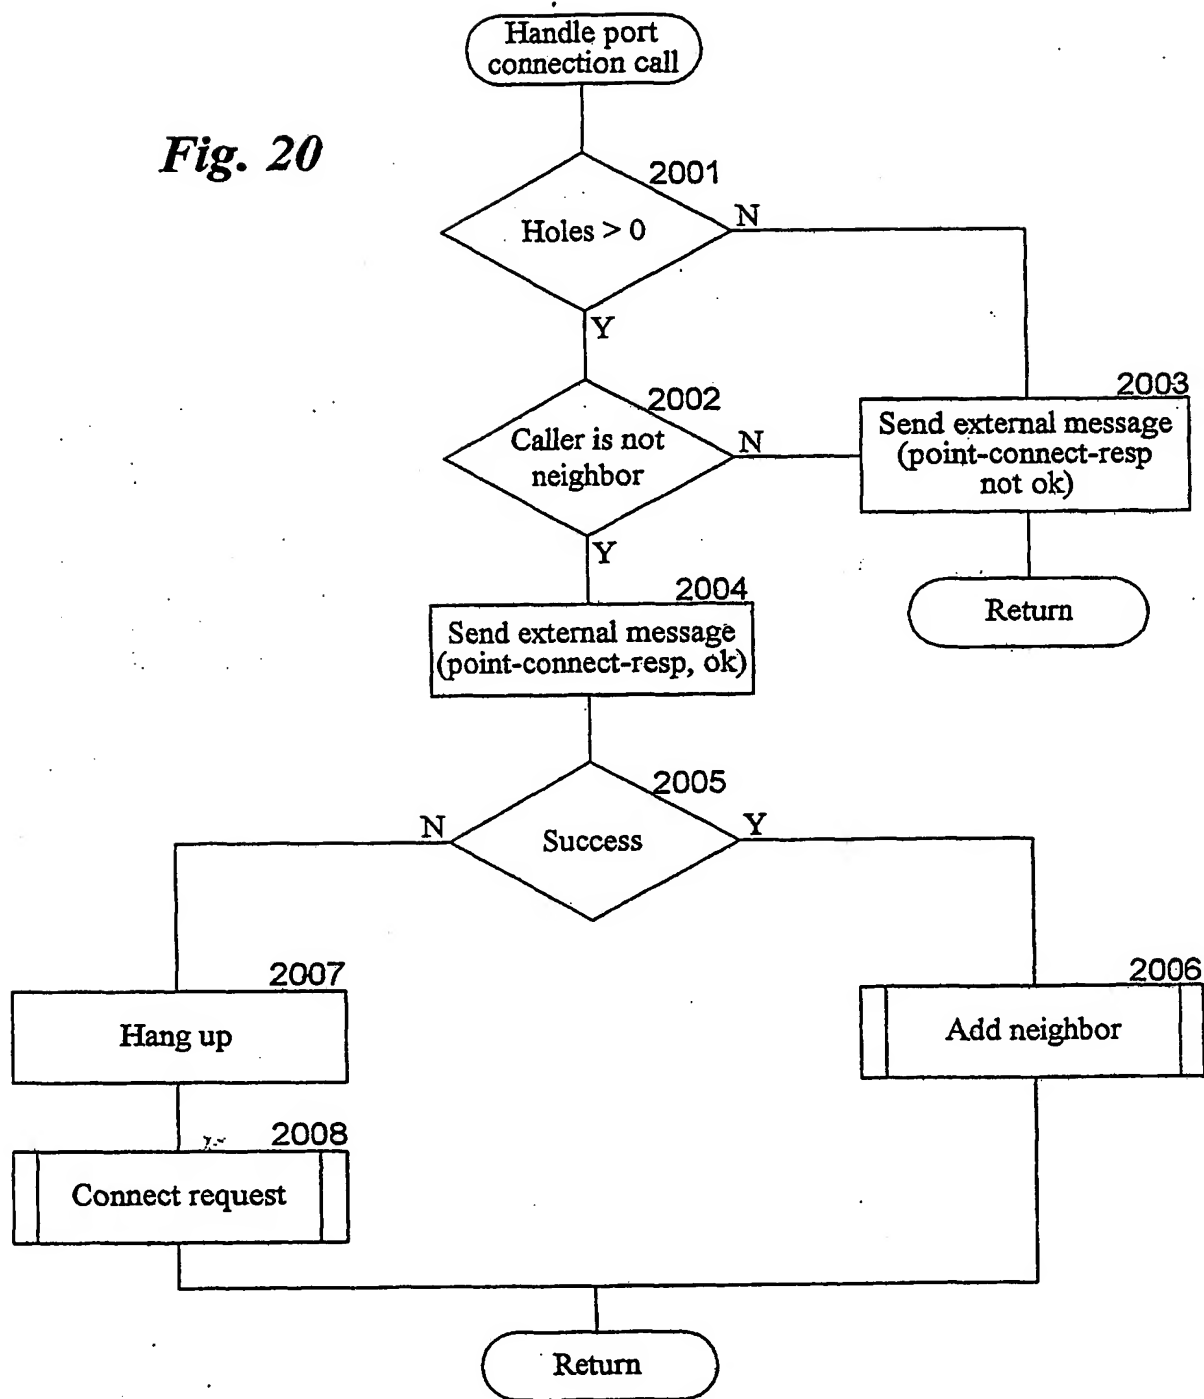 Handle port
connection call
Fig. 20
2001
Holes > 0
N
Y
2002
Caller is not
neighbor
N
Y
2003
Send external message
(point-connect-resp
not ok)
Return
2004
Send external message
(point-connect-resp, ok)
2005
Success
N
Y
2007
Hang up
2006
Add neighbor
2008
Connect request
Return